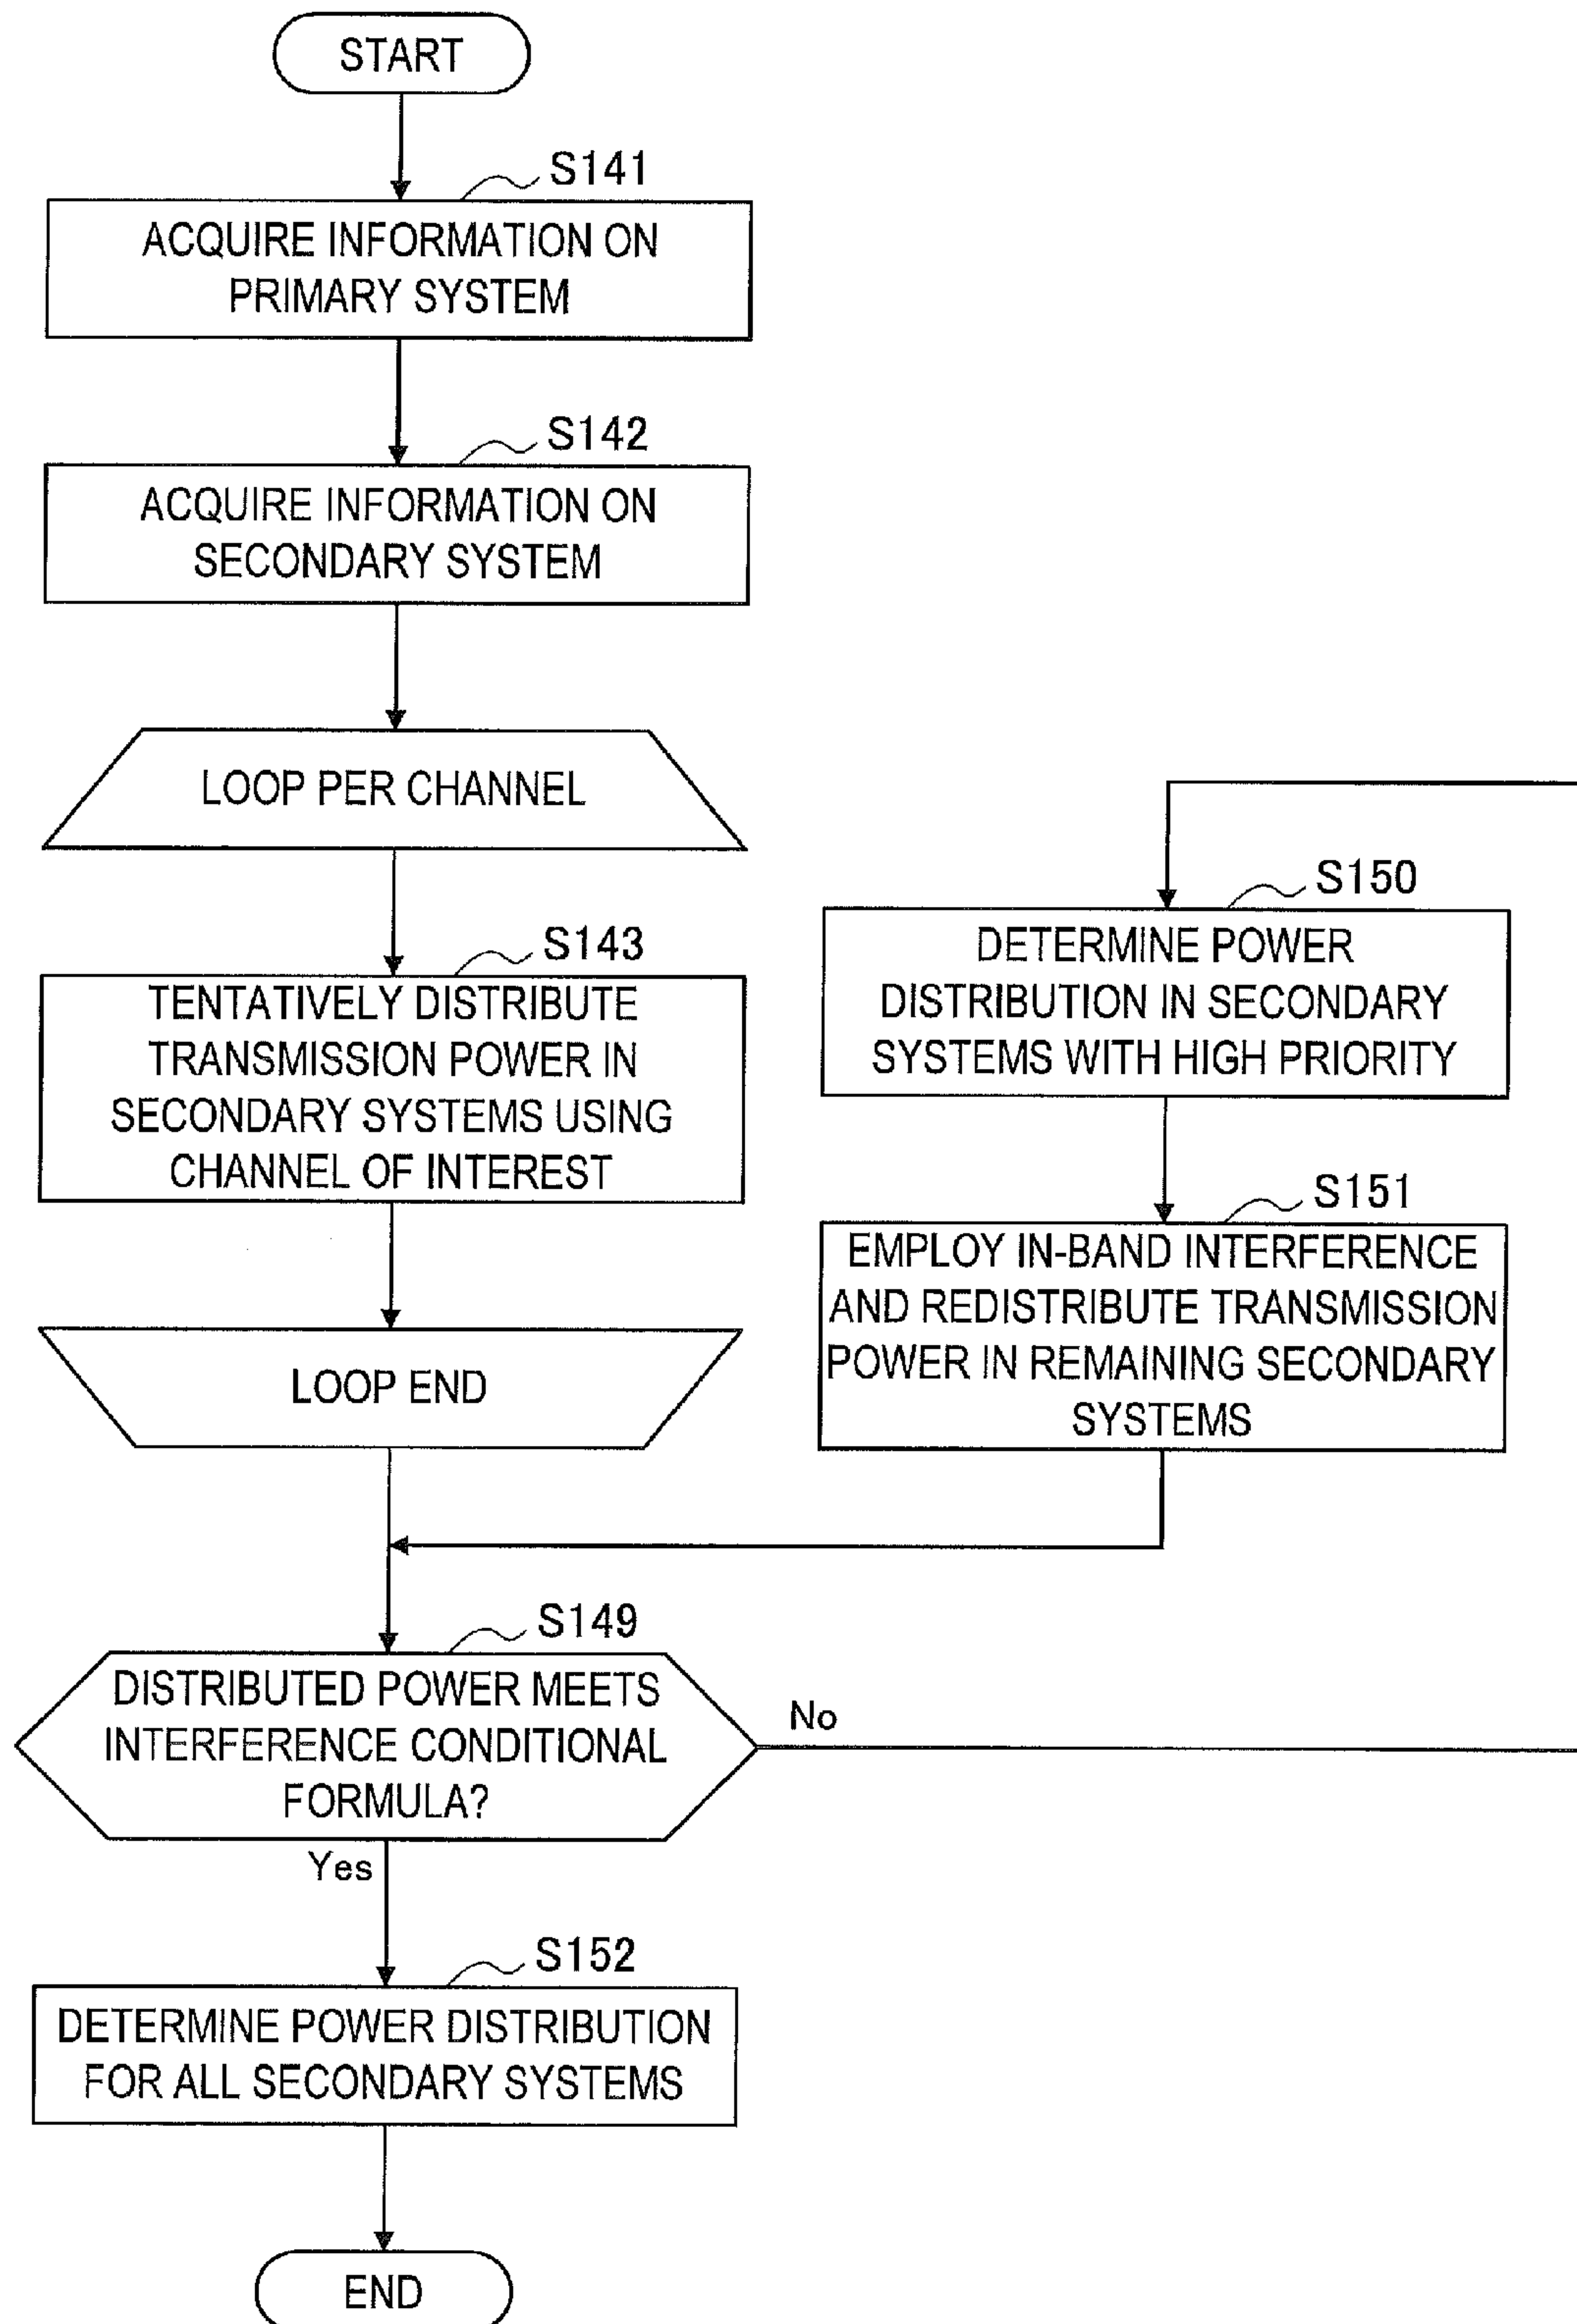 START
S141
ACQUIRE INFORMATION ON
PRIMARY SYSTEM
S142
ACQUIRE INFORMATION ON
SECONDARY SYSTEM
LOOP PER CHANNEL
S143
TENTATIVELY DISTRIBUTE
TRANSMISSION POWER IN
SECONDARY SYSTEMS USING
CHANNEL OF INTEREST
LOOP END
S150
DETERMINE POWER
DISTRIBUTION IN SECONDARY
SYSTEMS WITH HIGH PRIORITY
S151
EMPLOY IN-BAND INTERFERENCE
AND REDISTRIBUTE TRANSMISSION
POWER IN REMAINING SECONDARY
SYSTEMS
S149
DISTRIBUTED POWER MEETS
INTERFERENCE CONDITIONAL
FORMULA?
No
Yes
S152
DETERMINE POWER DISTRIBUTION
FOR ALL SECONDARY SYSTEMS
END